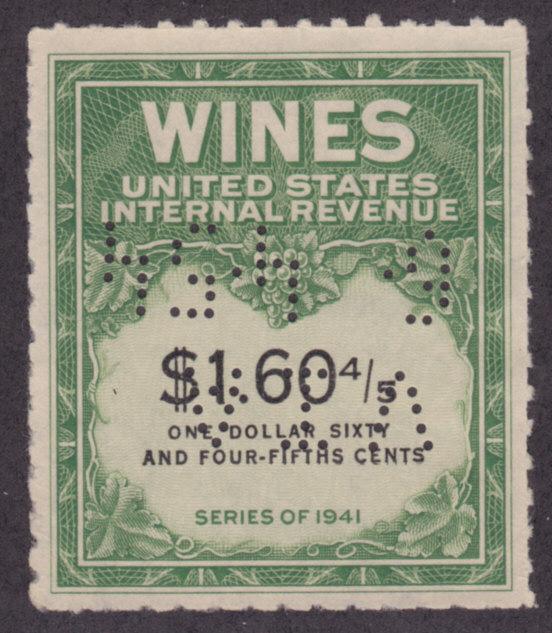 WINES
UNITED STATES
INTERNAL REVENUE
$1.60 4/5
ONE DOLLAR SIXTY
AND FOUR-FIFTHS CENTS
SERIES OF 1941